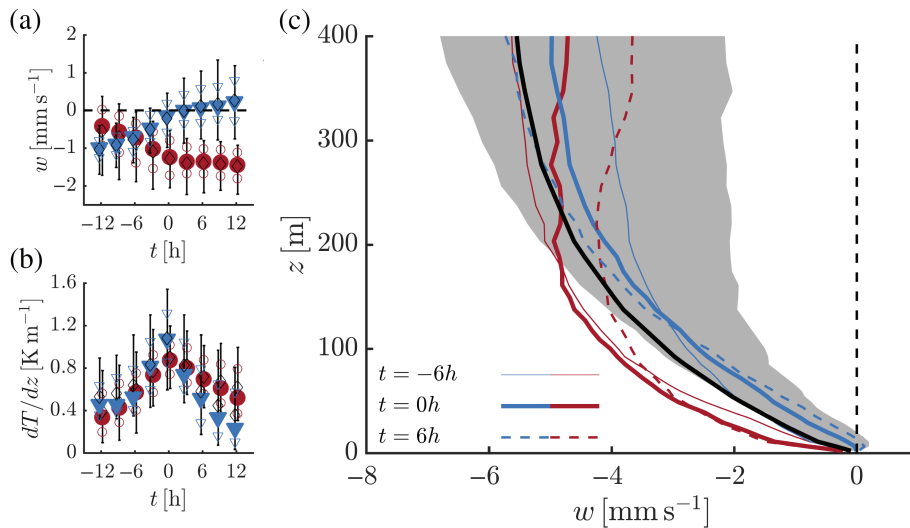 (a)
1
0
−1
−2
w [mm s⁻¹]
−12 −6 0 6 12
t [h]
(b)
1.6
1.2
0.8
0.4
0
dT/dz [K m⁻¹]
−12 −6 0 6 12
t [h]
(c)
400
300
200
100
0
z [m]
t = −6h
t = 0h
t = 6h
−8 −6 −4 −2 0
w [mm s⁻¹]